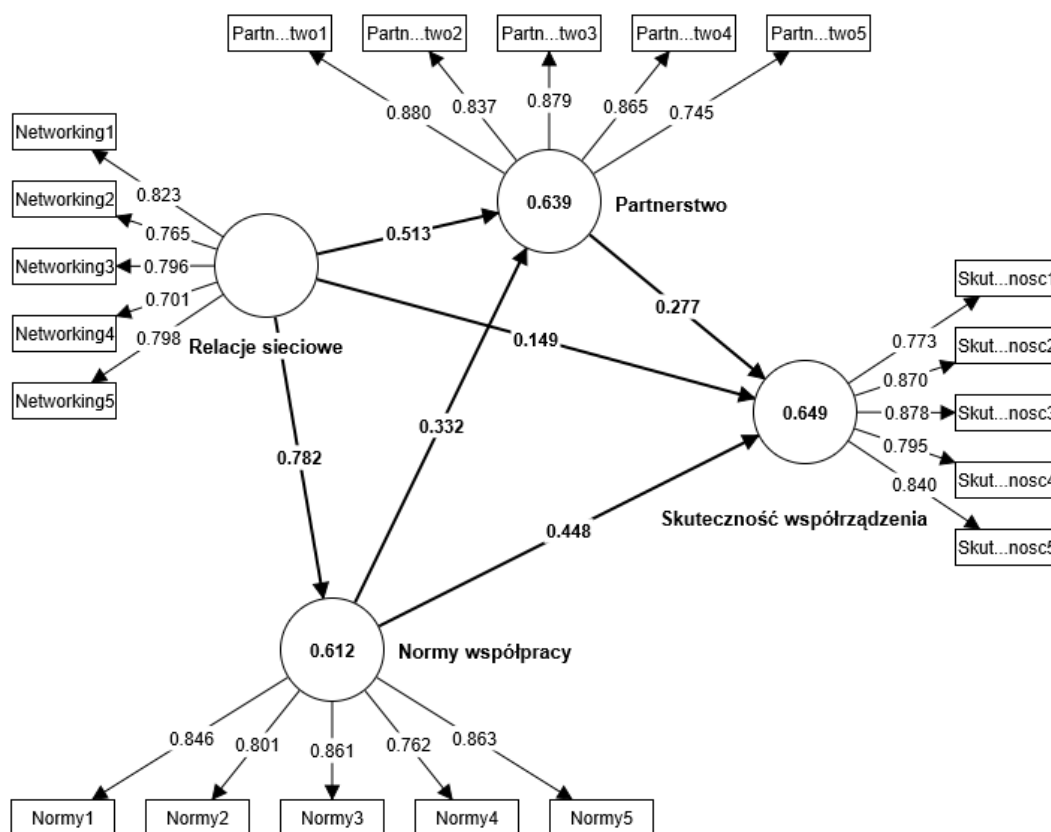 Partn...two1 Partn...two2 Partn...two3 Partn...two4 Partn...two5
0.880 0.837 0.879 0.865 0.745
Networking1
Networking2
Networking3
Networking4
Networking5
0.823
0.765
0.796
0.701
0.798
Relacje sieciowe
0.639
Partnerstwo
0.513
0.277
0.149
0.332
0.782
0.448
Skut...nosc1
Skut...nosc2
Skut...nosc3
Skut...nosc4
Skut...nosc5
0.773
0.870
0.878
0.795
0.840
0.649
Skuteczność współrządzenia
0.612
Normy współpracy
0.846 0.801 0.861 0.762 0.863
Normy1 Normy2 Normy3 Normy4 Normy5